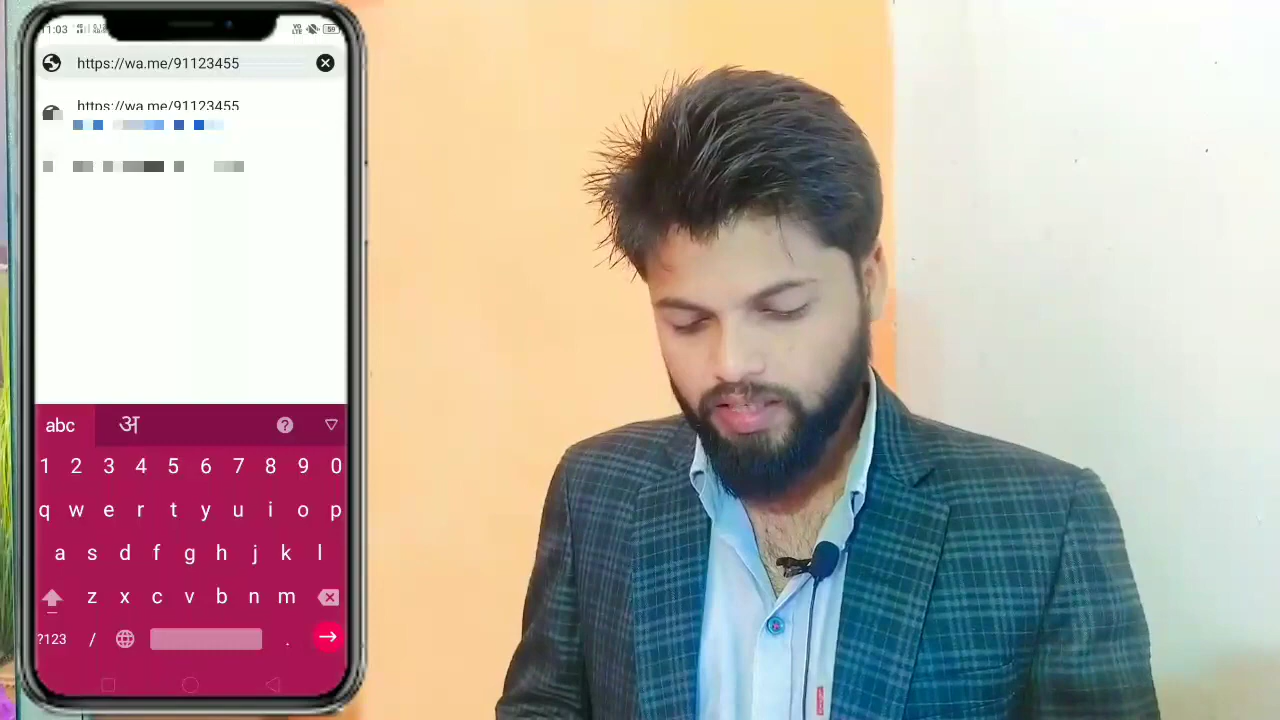 11:03
59
https://wa.me/91123455
https://wa.me/91123455
abc अ
1 2 3 4 5 6 7 8 9 0
q w e r t y u i o p
a s d f g h j k l
z x c v b n m
?123 / .